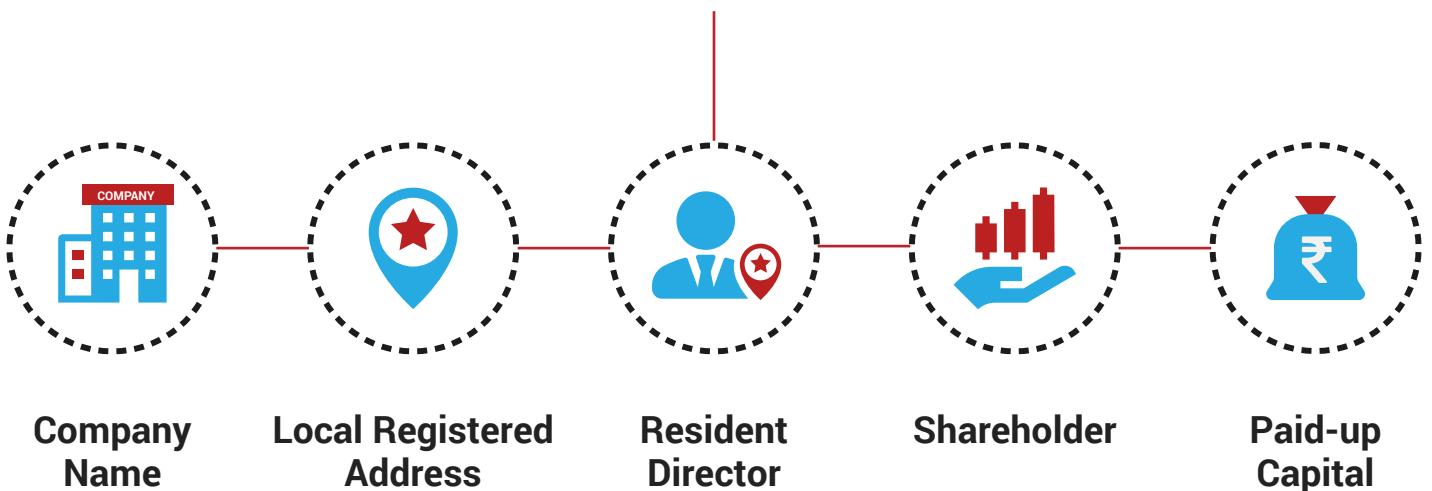 COMPANY
Company
Name
Local Registered
Address
Resident
Director
Shareholder
₹
Paid-up
Capital